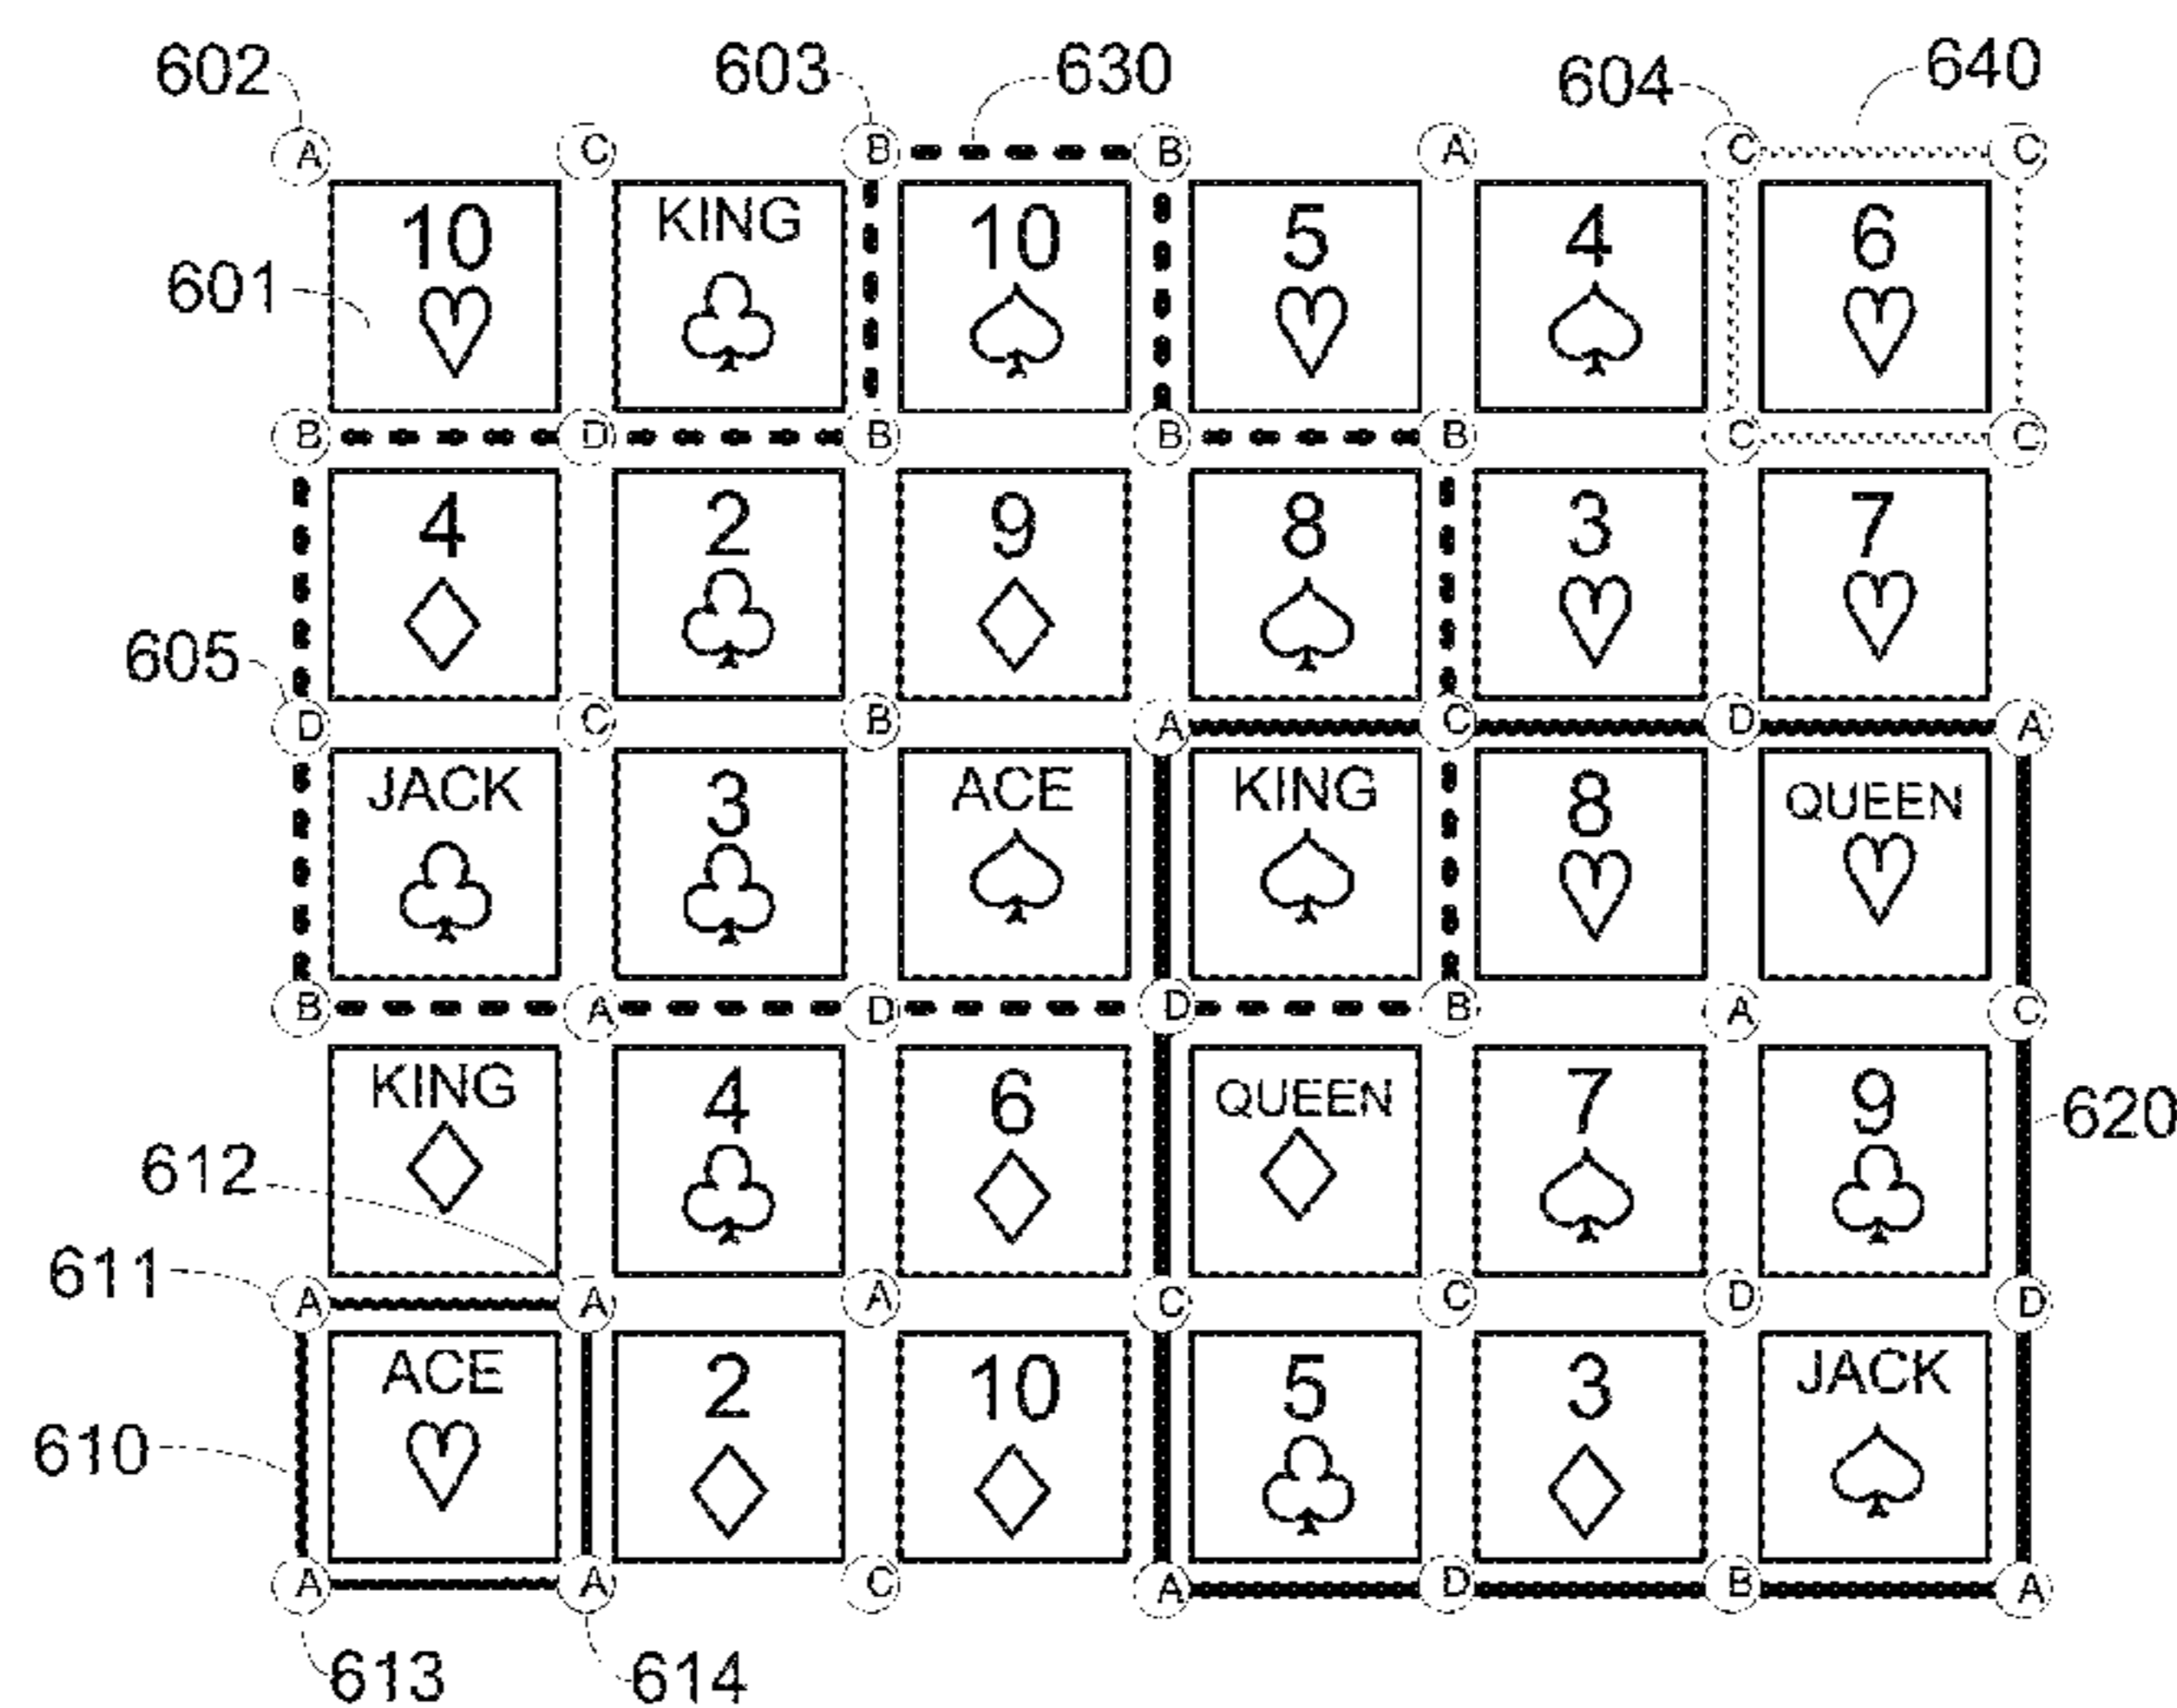 602 603 630 604 640
A C B B A C C
10 KING 10 5 4 6
601
B D B B B C C
4 2 9 8 3 7
605
D C B A C D A
JACK 3 ACE KING 8 QUEEN
B A D D B A C
KING 4 6 QUEEN 7 9
620
612
611
A A A C C D D
ACE 2 10 5 3 JACK
610
A A C A D B A
613 614